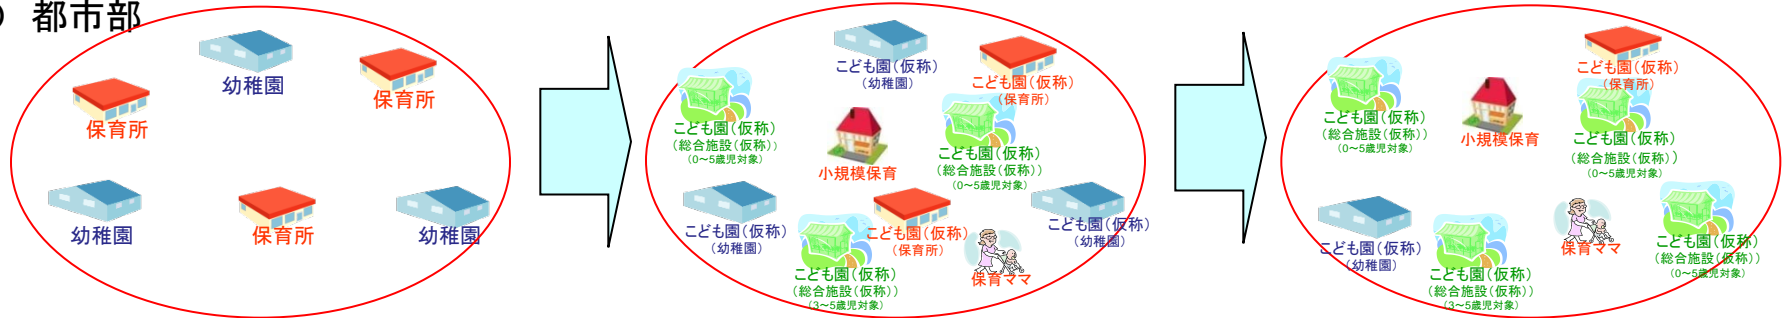 都市部
幼稚園
保育所
保育所
幼稚園
保育所
幼稚園
こども園(仮称)
(幼稚園)
こども園(仮称)
(保育所)
こども園(仮称)
(総合施設(仮称))
(0~5歳児対象)
小規模保育
こども園(仮称)
(総合施設(仮称))
(0~5歳児対象)
こども園(仮称)
(幼稚園)
こども園(仮称)
(総合施設(仮称))
(3~5歳児対象)
こども園(仮称)
(保育所)
保育ママ
こども園(仮称)
(幼稚園)
こども園(仮称)
(保育所)
こども園(仮称)
(総合施設(仮称))
(0~5歳児対象)
小規模保育
こども園(仮称)
(総合施設(仮称))
(0~5歳児対象)
こども園(仮称)
(幼稚園)
こども園(仮称)
(総合施設(仮称))
(3~5歳児対象)
保育ママ
こども園(仮称)
(総合施設(仮称))
(0~5歳児対象)